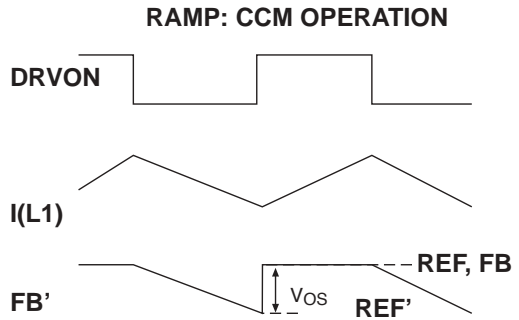 RAMP: CCM OPERATION
DRVON
I(L1)
REF, FB
FB'
VOS
REF'